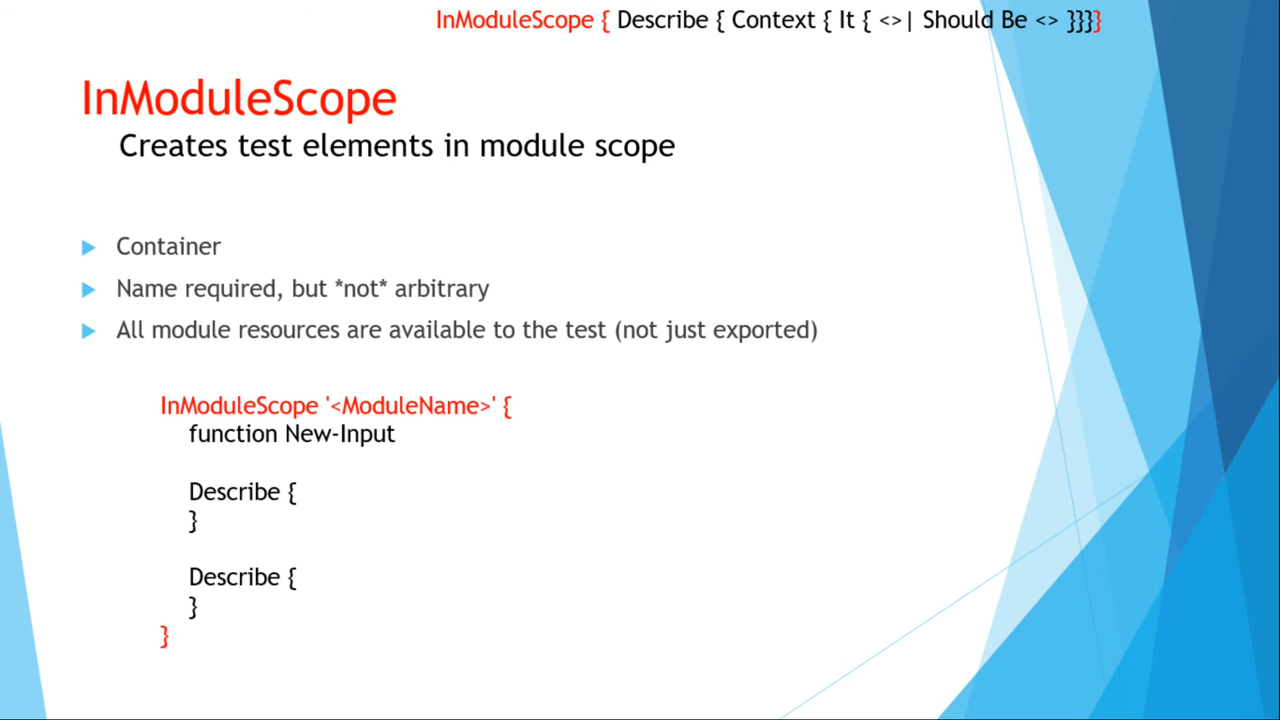 InModuleScope { Describe { Context { It { <>| Should Be <> }}}}
InModuleScope
Creates test elements in module scope
Container
Name required, but *not* arbitrary
All module resources are available to the test (not just exported)
InModuleScope '<ModuleName>' {
function New-Input
Describe {
}
Describe {
}
}